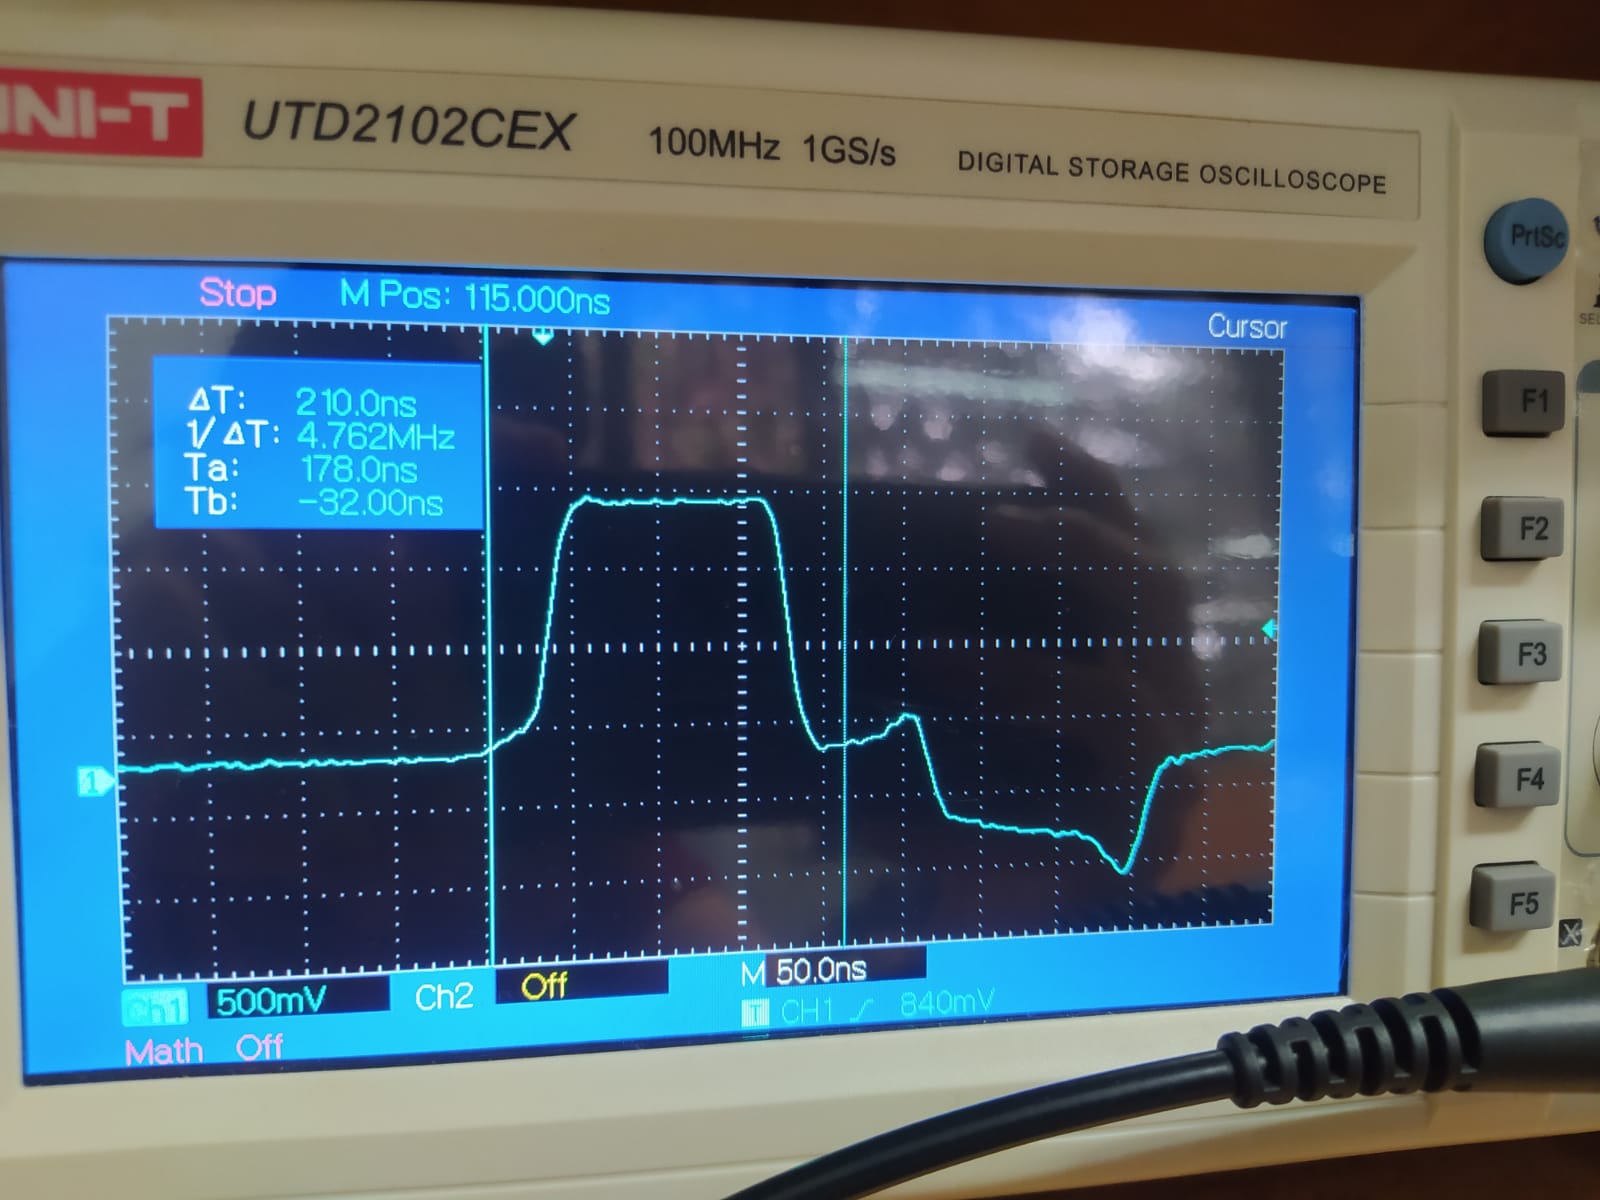 UNI-T UTD2102CEX 100MHz 1GS/s DIGITAL STORAGE OSCILLOSCOPE
PrtSc
Stop M Pos: 115.000ns
Cursor
ΔT: 210.0ns
1/ΔT: 4.762MHz
Ta: 178.0ns
Tb: -32.00ns
1
F1
F2
F3
F4
F5
Ch1 500mV Ch2 Off M 50.0ns
T CH1 840mV
Math Off